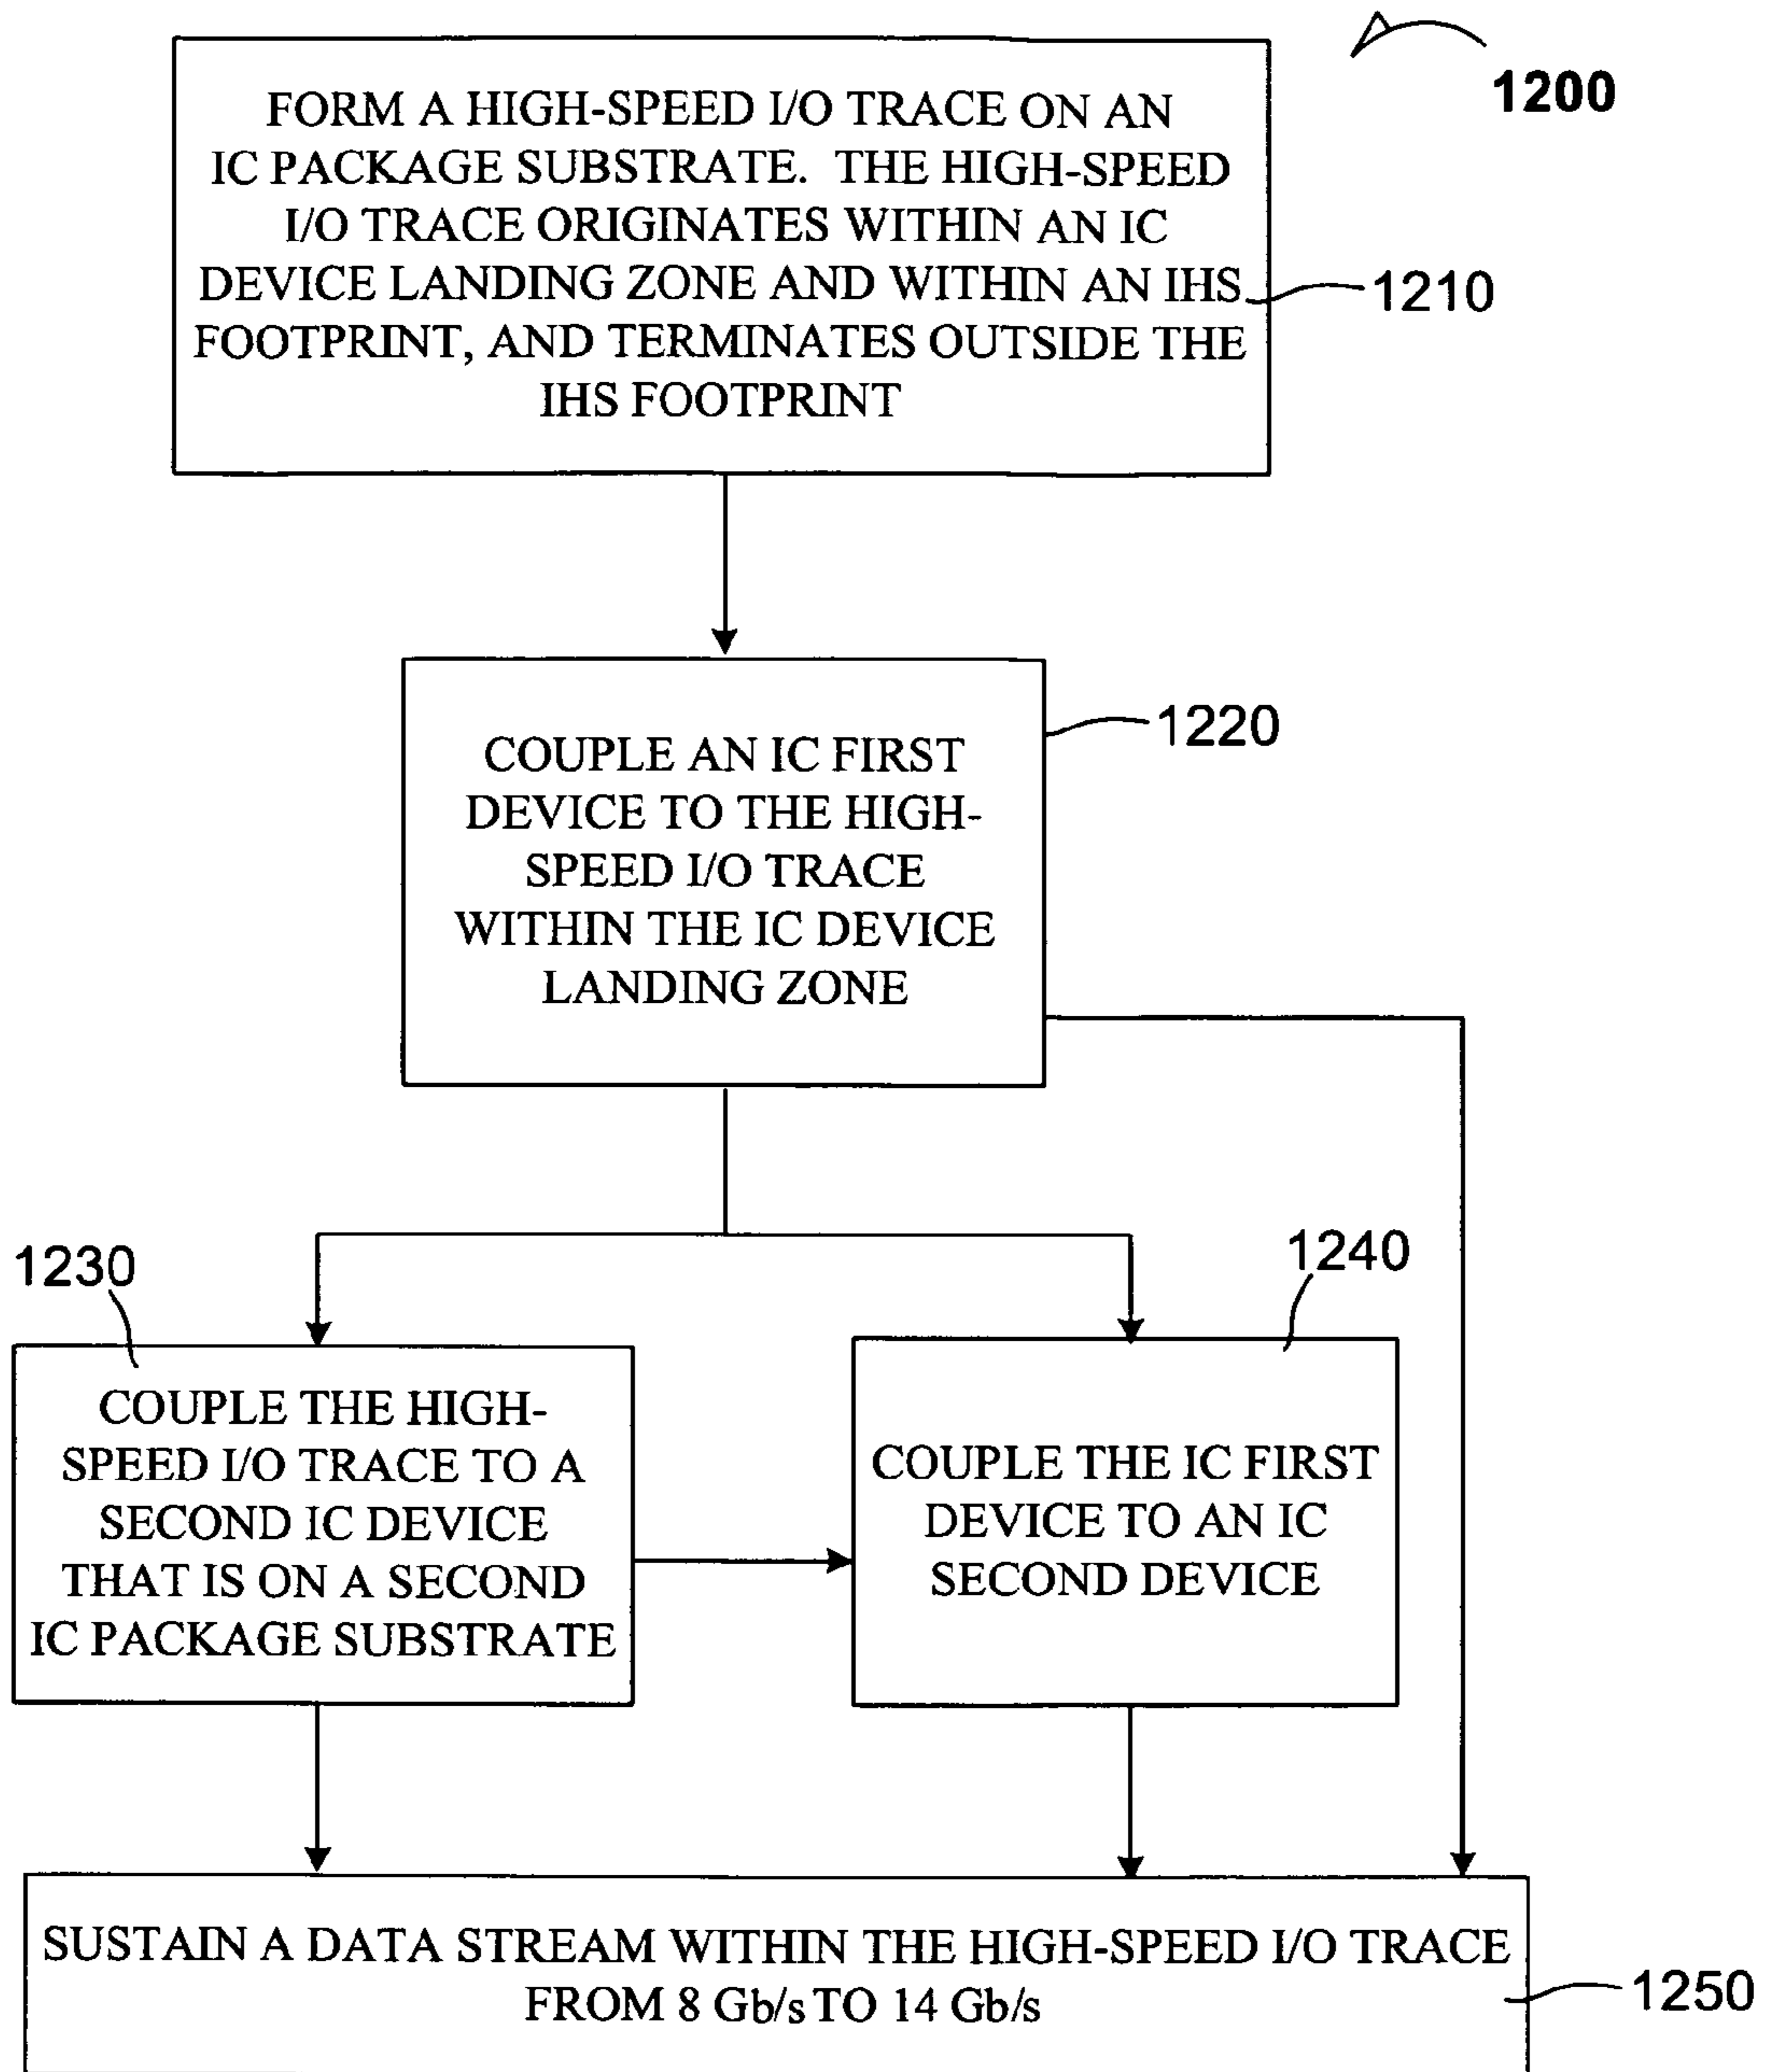 1200
FORM A HIGH-SPEED I/O TRACE ON AN
IC PACKAGE SUBSTRATE. THE HIGH-SPEED
I/O TRACE ORIGINATES WITHIN AN IC
DEVICE LANDING ZONE AND WITHIN AN IHS
FOOTPRINT, AND TERMINATES OUTSIDE THE
IHS FOOTPRINT
1210
COUPLE AN IC FIRST
DEVICE TO THE HIGH-
SPEED I/O TRACE
WITHIN THE IC DEVICE
LANDING ZONE
1220
1230
COUPLE THE HIGH-
SPEED I/O TRACE TO A
SECOND IC DEVICE
THAT IS ON A SECOND
IC PACKAGE SUBSTRATE
1240
COUPLE THE IC FIRST
DEVICE TO AN IC
SECOND DEVICE
SUSTAIN A DATA STREAM WITHIN THE HIGH-SPEED I/O TRACE
FROM 8 Gb/s TO 14 Gb/s
1250